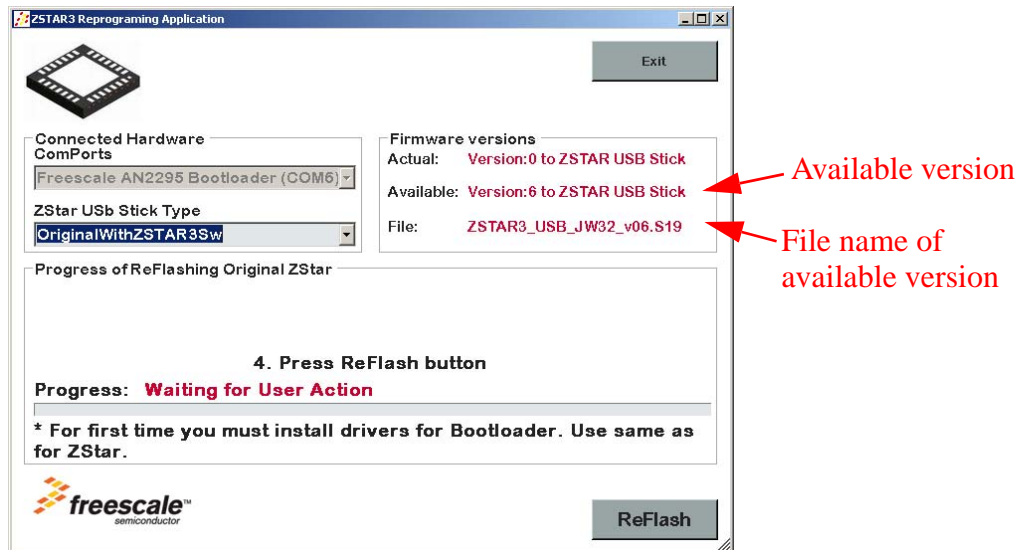 ZSTAR3 Reprograming Application
Exit
Connected Hardware
ComPorts
Freescale AN2295 Bootloader (COM6)
ZStar USb Stick Type
OriginalWithZSTAR3Sw
Firmware versions
Actual: Version:0 to ZSTAR USB Stick
Available: Version:6 to ZSTAR USB Stick
File: ZSTAR3_USB_JW32_v06.S19
Available version
File name of
available version
Progress of ReFlashing Original ZStar
4. Press ReFlash button
Progress: Waiting for User Action
* For first time you must install drivers for Bootloader. Use same as
for ZStar.
freescale™
semiconductor
ReFlash